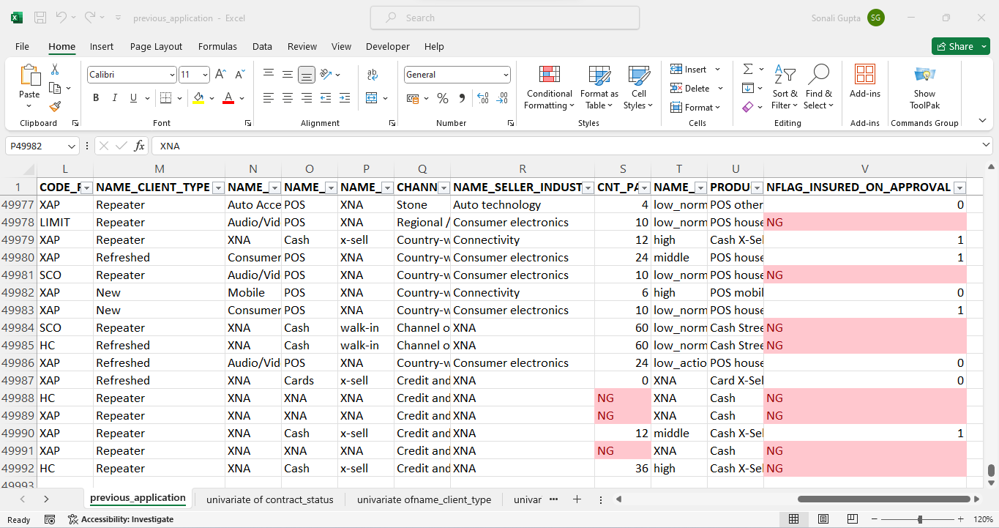 previous_application - Excel
Search
Sonali Gupta SG
File Home Insert Page Layout Formulas Data Review View Developer Help Share
Paste
Clipboard
Calibri 11
B I U
Font
ab
Alignment
General
% 9 .00
Number
Conditional Formatting
Format as Table
Cell Styles
Styles
Insert
Delete
Format
Cells
Sort & Filter
Find & Select
Editing
Add-ins
Add-ins
Show ToolPak
Commands Group
P49982 fx XNA
L M N O P Q R S T U V
1 CODE_F NAME_CLIENT_TYPE NAME_ NAME_ NAME_ CHANN NAME_SELLER_INDUST CNT_PA NAME_ PRODU NFLAG_INSURED_ON_APPROVAL
49977 XAP Repeater Auto Acce POS XNA Stone Auto technology 4 low_norm POS other 0
49978 LIMIT Repeater Audio/Vid POS XNA Regional / Consumer electronics 10 low_norm POS house NG
49979 XAP Repeater XNA Cash x-sell Country-w Connectivity 12 high Cash X-Sel 1
49980 XAP Refreshed Consumer POS XNA Country-w Consumer electronics 24 middle POS house 1
49981 SCO Repeater Audio/Vid POS XNA Country-w Consumer electronics 10 low_norm POS house NG
49982 XAP New Mobile POS XNA Country-w Connectivity 6 high POS mobil 0
49983 XAP New Consumer POS XNA Country-w Consumer electronics 10 low_norm POS house 1
49984 SCO Repeater XNA Cash walk-in Channel o XNA 60 low_norm Cash Stree NG
49985 HC Refreshed XNA Cash walk-in Channel o XNA 60 low_norm Cash Stree NG
49986 XAP Refreshed Audio/Vid POS XNA Country-w Consumer electronics 24 low_actio POS house 0
49987 XAP Refreshed XNA Cards x-sell Credit and XNA 0 XNA Card X-Sel 0
49988 HC Repeater XNA XNA XNA Credit and XNA NG XNA Cash NG
49989 XAP Repeater XNA XNA XNA Credit and XNA NG XNA Cash NG
49990 XAP Repeater XNA Cash x-sell Credit and XNA 12 middle Cash X-Sel 1
49991 XAP Repeater XNA XNA XNA Credit and XNA NG XNA Cash NG
49992 HC Repeater XNA Cash x-sell Credit and XNA 36 high Cash X-Sel NG
49993
previous_application univariate of contract_status univariate ofname_client_type univar ...
Ready Accessibility: Investigate 120%